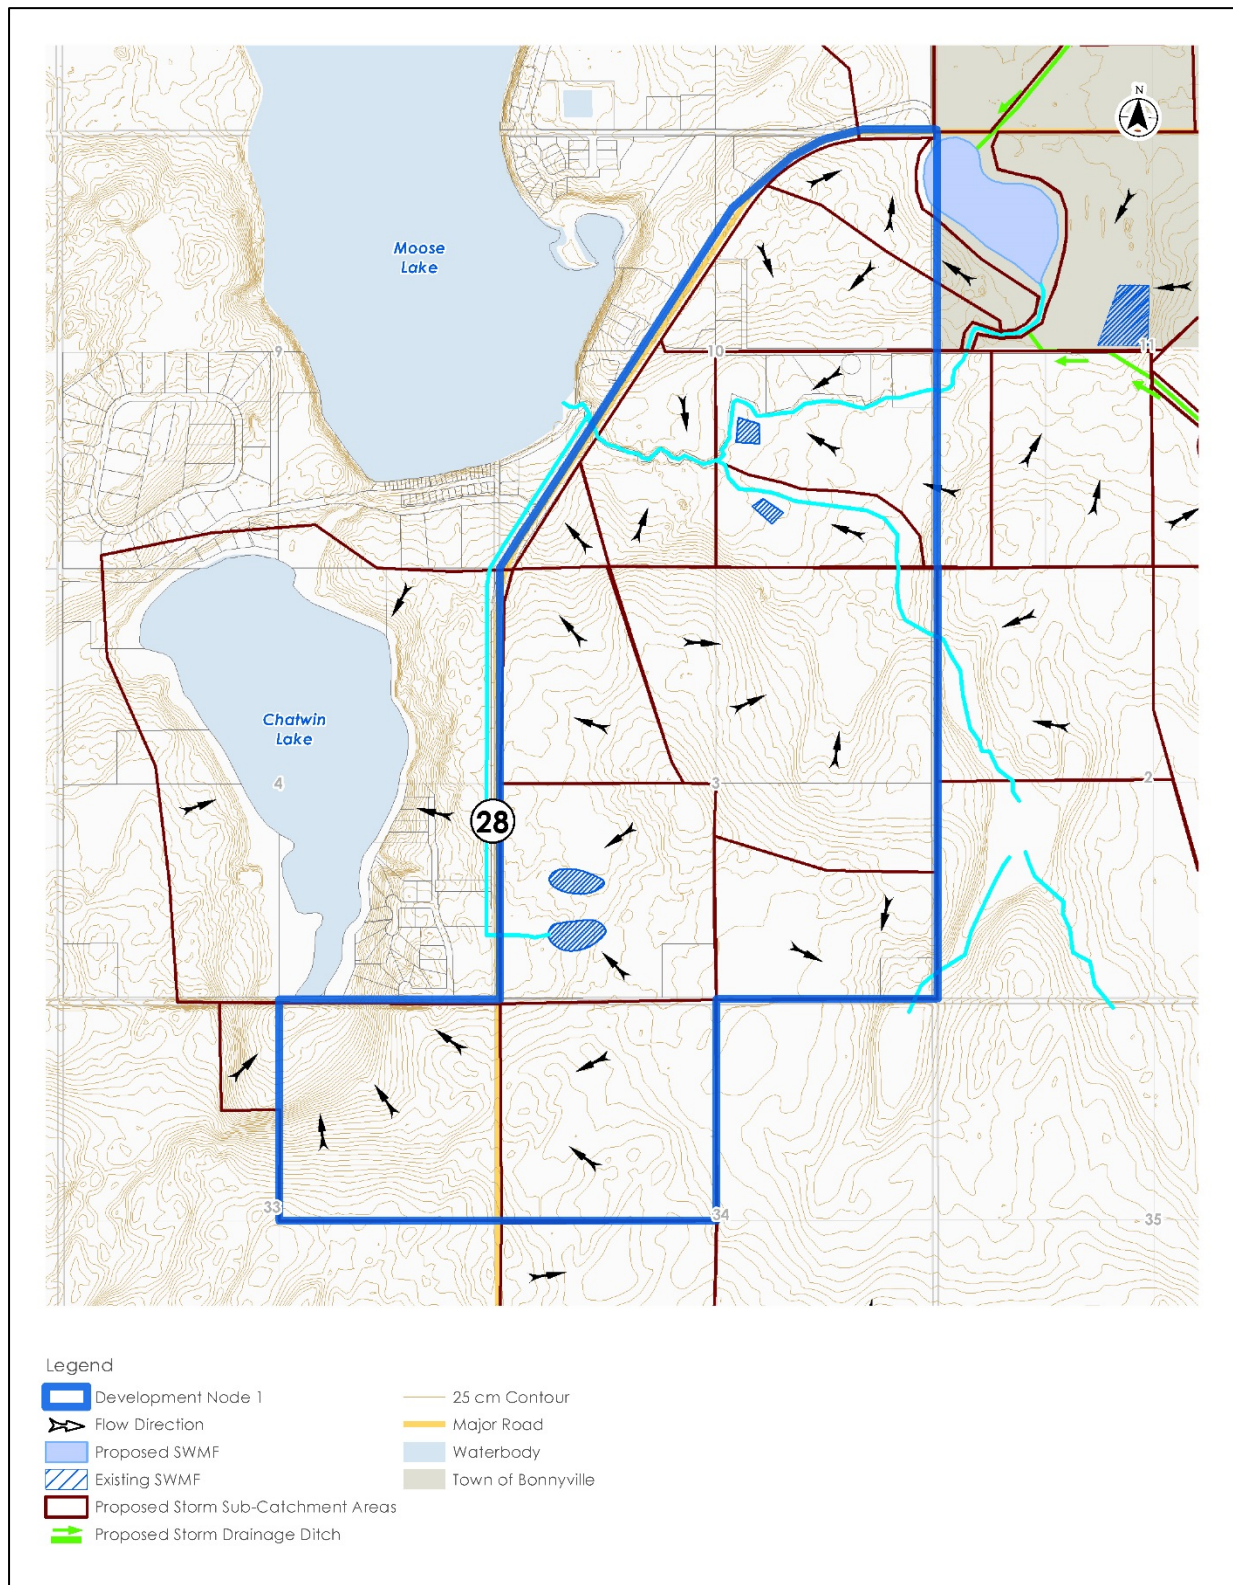 N
Moose
Lake
9
10
11
Chatwin
Lake
4
3
2
28
33
34
35
Legend
Development Node 1
25 cm Contour
Flow Direction
Major Road
Proposed SWMF
Waterbody
Existing SWMF
Town of Bonnyville
Proposed Storm Sub-Catchment Areas
Proposed Storm Drainage Ditch